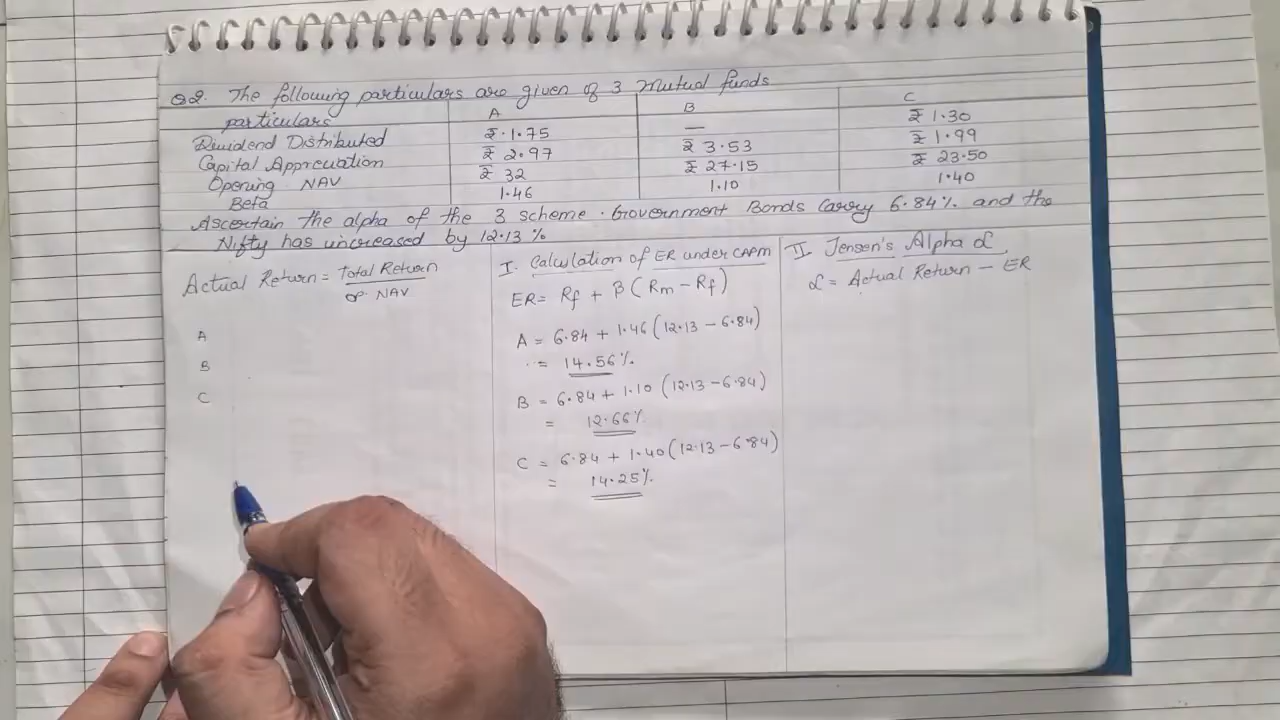 Q2. The following particulars are given of 3 Mutual funds
particulars A B C
Dividend Distributed ₹ 1.75 — ₹ 1.30
Capital Appreciation ₹ 2.97 ₹ 3.53 ₹ 1.99
Opening NAV ₹ 32 ₹ 27.15 ₹ 23.50
Beta 1.46 1.10 1.40
Ascertain the alpha of the 3 scheme. Government Bonds carry 6.84% and the
Nifty has increased by 12.13 %
Actual Return = Total Return
OP. NAV
A
B
C
I. Calculation of ER under CAPM
ER = Rf + β (Rm - Rf)
A = 6.84 + 1.46 (12.13 - 6.84)
= 14.56%
B = 6.84 + 1.10 (12.13 - 6.84)
= 12.66%
C = 6.84 + 1.40 (12.13 - 6.84)
= 14.25%
II Jensen's Alpha α
α = Actual Return - ER